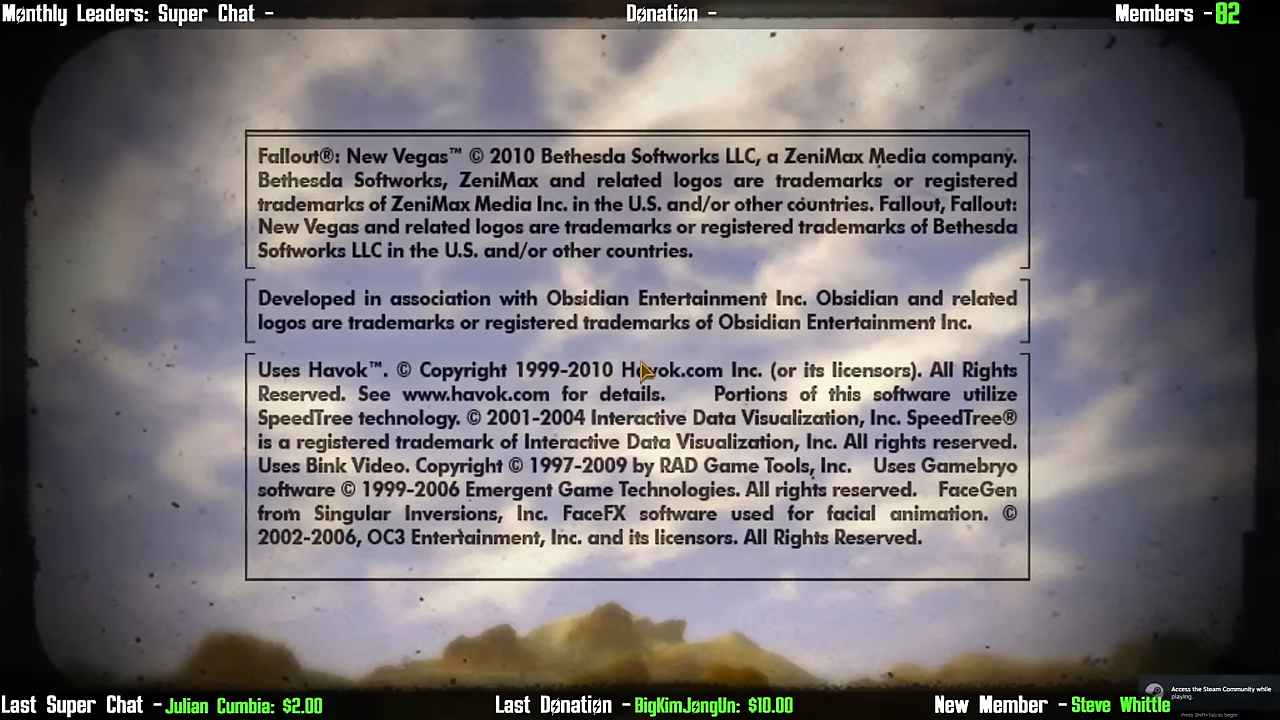 Monthly Leaders: Super Chat - Donation - Members - 82
Fallout®: New Vegas™ © 2010 Bethesda Softworks LLC, a ZeniMax Media company.
Bethesda Softworks, ZeniMax and related logos are trademarks or registered
trademarks of ZeniMax Media Inc. in the U.S. and/or other countries. Fallout, Fallout:
New Vegas and related logos are trademarks or registered trademarks of Bethesda
Softworks LLC in the U.S. and/or other countries.
Developed in association with Obsidian Entertainment Inc. Obsidian and related
logos are trademarks or registered trademarks of Obsidian Entertainment Inc.
Uses Havok™. © Copyright 1999-2010 Havok.com Inc. (or its licensors). All Rights
Reserved. See www.havok.com for details. Portions of this software utilize
SpeedTree technology. © 2001-2004 Interactive Data Visualization, Inc. SpeedTree®
is a registered trademark of Interactive Data Visualization, Inc. All rights reserved.
Uses Bink Video. Copyright © 1997-2009 by RAD Game Tools, Inc. Uses Gamebryo
software © 1999-2006 Emergent Game Technologies. All rights reserved. FaceGen
from Singular Inversions, Inc. FaceFX software used for facial animation. ©
2002-2006, OC3 Entertainment, Inc. and its licensors. All Rights Reserved.
Access the Steam Community while
playing.
Press Shift+Tab to begin
Last Super Chat - Julian Cumbia: $2.00 Last Donation - BigKimJongUn: $10.00 New Member - Steve Whittle